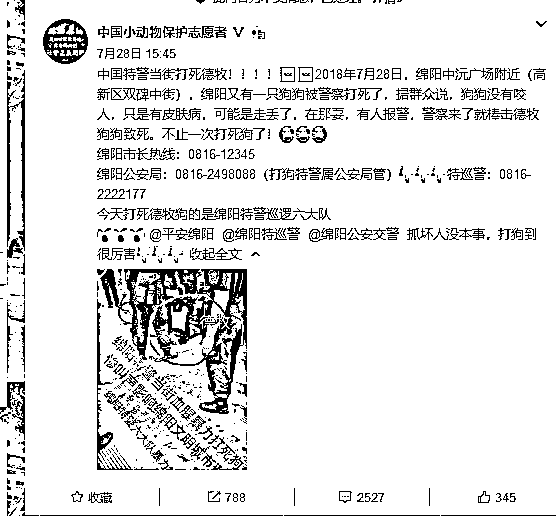 中国小动物保护志愿者
7月28日 15:45
中国特警当街打死德牧！！！！2018年7月28日，绵阳中沅广场附近（高
新区双碑中街），绵阳又有一只狗狗被警察打死了，据群众说，狗狗没有咬
人，只是有皮肤病，可能是走丢了，在那耍，有人报警，警察来了就棒击德牧
狗狗致死。不止一次打死狗了！
绵阳市长热线：0816-12345
绵阳公安局：0816-2498088（打狗特警属公安局管）特巡警：0816-
2222177
今天打死德牧狗的是绵阳特警巡逻六大队
@平安绵阳 @绵阳特巡警 @绵阳公安交警 抓坏人没本事，打狗到
很厉害 收起全文
收藏
788
2527
345